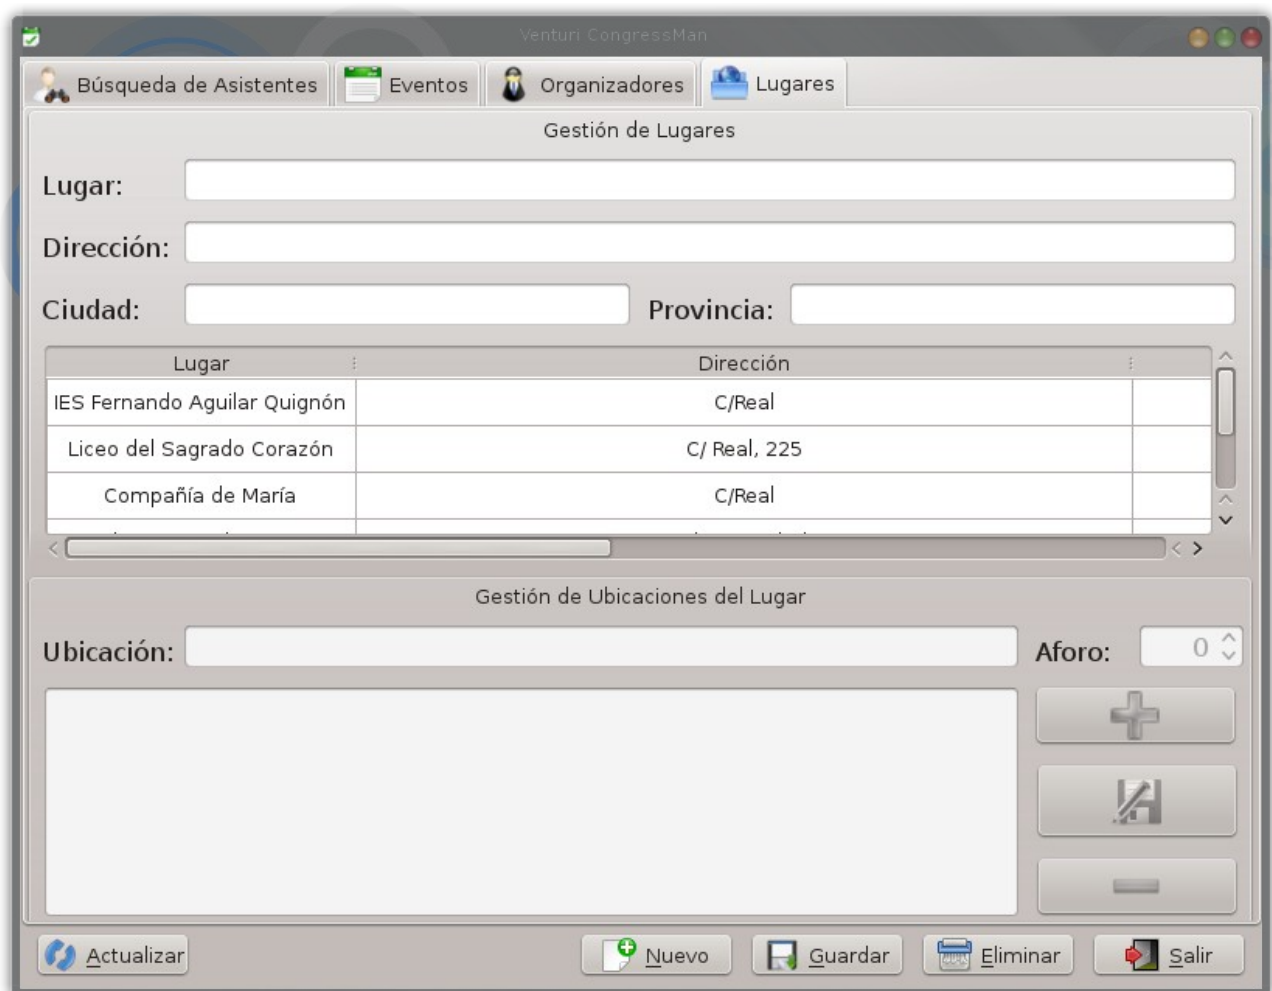 Venturi CongressMan
Búsqueda de Asistentes Eventos Organizadores Lugares
Gestión de Lugares
Lugar:
Dirección:
Ciudad: Provincia:
Lugar Dirección
IES Fernando Aguilar Quignón C/Real
Liceo del Sagrado Corazón C/ Real, 225
Compañía de María C/Real
Gestión de Ubicaciones del Lugar
Ubicación: Aforo: 0
Actualizar Nuevo Guardar Eliminar Salir